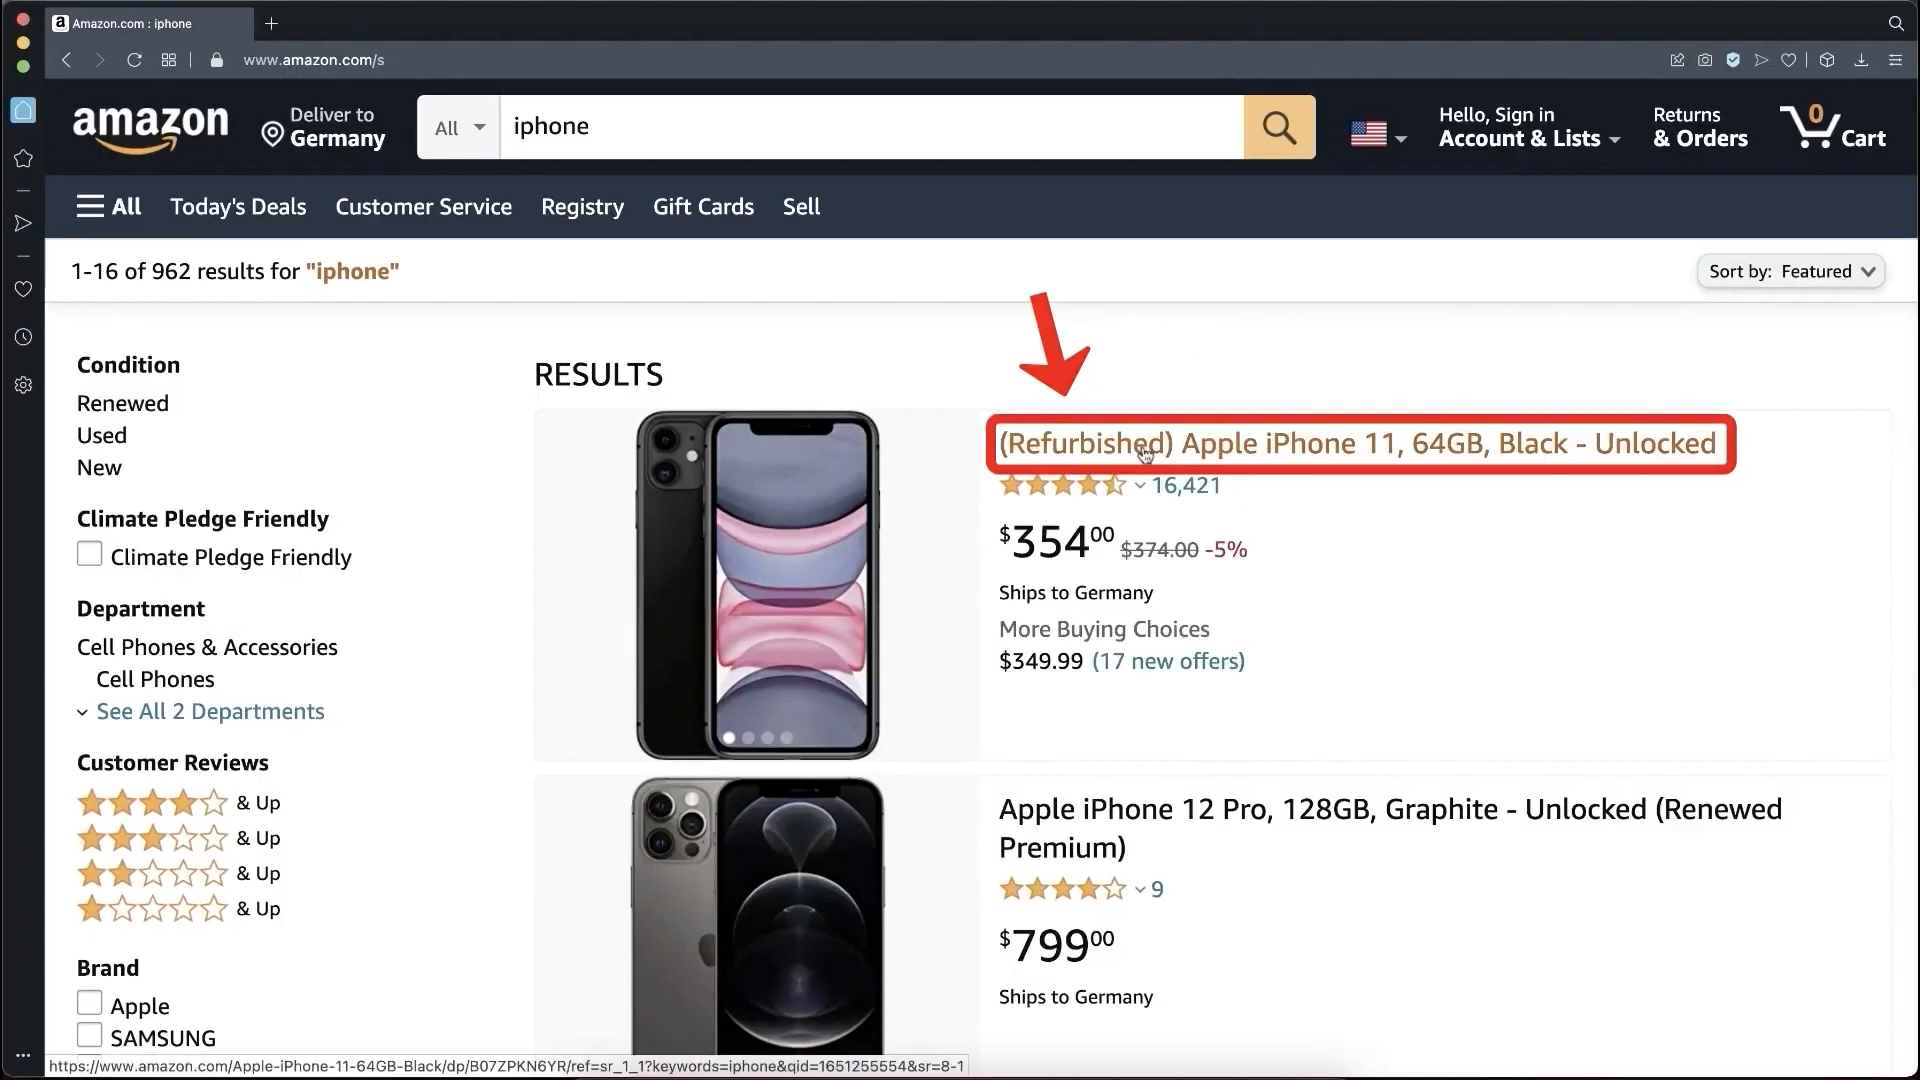 Amazon.com : iphone
www.amazon.com/s
amazon
Deliver to
Germany
All
iphone
Hello, Sign in
Account & Lists
Returns
& Orders
0
Cart
All Today's Deals Customer Service Registry Gift Cards Sell
1-16 of 962 results for "iphone"
Sort by: Featured
Condition
Renewed
Used
New
Climate Pledge Friendly
Climate Pledge Friendly
Department
Cell Phones & Accessories
Cell Phones
See All 2 Departments
Customer Reviews
& Up
& Up
& Up
& Up
Brand
Apple
SAMSUNG
RESULTS
(Refurbished) Apple iPhone 11, 64GB, Black - Unlocked
16,421
$35400 $374.00 -5%
Ships to Germany
More Buying Choices
$349.99 (17 new offers)
Apple iPhone 12 Pro, 128GB, Graphite - Unlocked (Renewed
Premium)
9
$79900
Ships to Germany
https://www.amazon.com/Apple-iPhone-11-64GB-Black/dp/B07ZPKN6YR/ref=sr_1_1?keywords=iphone&qid=1651255554&sr=8-1